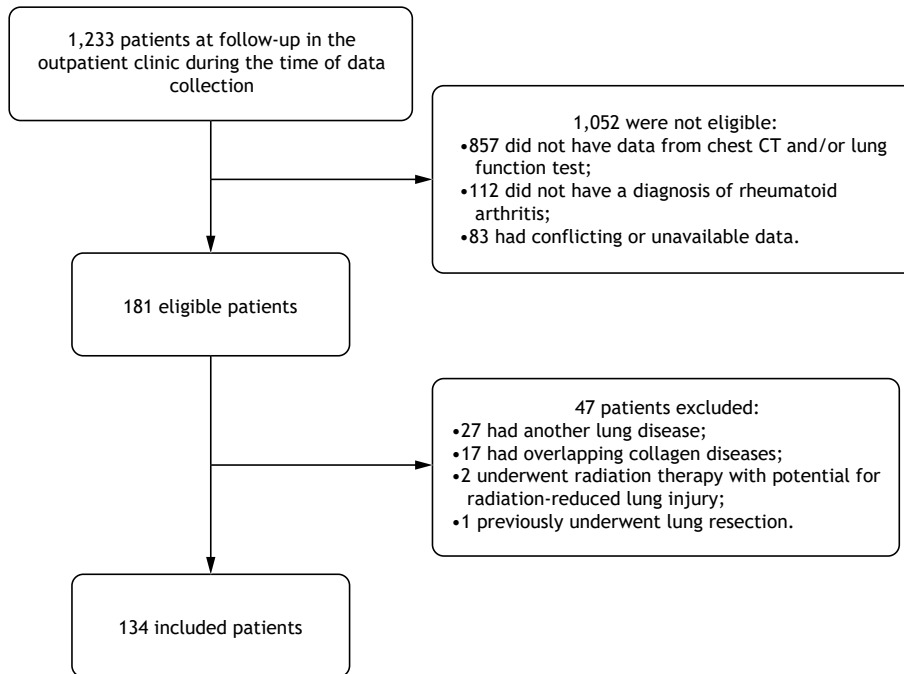 1,233 patients at follow-up in the
outpatient clinic during the time of data
collection
1,052 were not eligible:
•857 did not have data from chest CT and/or lung
function test;
•112 did not have a diagnosis of rheumatoid
arthritis;
•83 had conflicting or unavailable data.
181 eligible patients
47 patients excluded:
•27 had another lung disease;
•17 had overlapping collagen diseases;
•2 underwent radiation therapy with potential for
radiation-reduced lung injury;
•1 previously underwent lung resection.
134 included patients